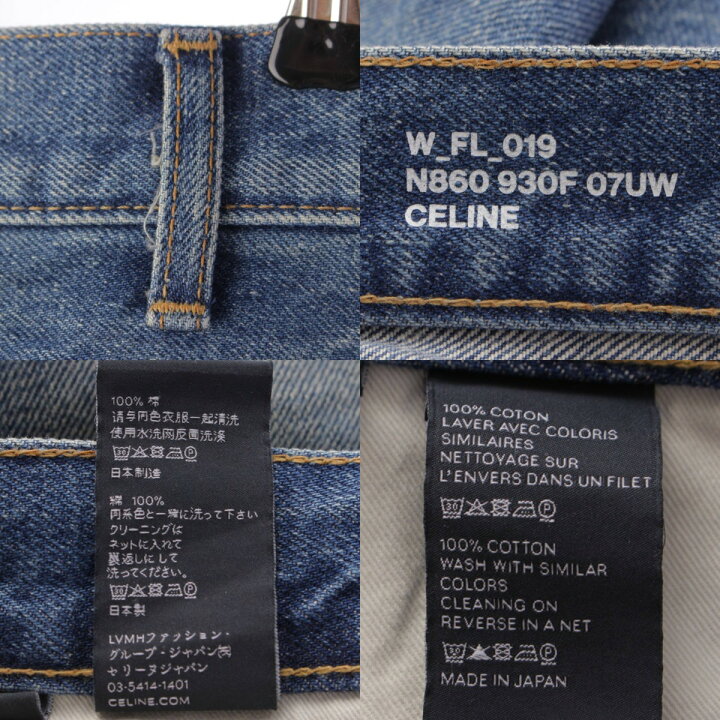 W_FL_019
N860 930F 07UW
CELINE
100% 棉
请与同色衣服一起清洗
使用水洗网反面洗涤
日本制造
綿 100%
同系色と一緒に洗って下さい
クリーニングは
ネットに入れて
裏返しにして
洗ってください。
日本製
LVMHファッション・
グループ・ジャパン㈱
セリーヌジャパン
03-5414-1401
CELINE.COM
100% COTON
LAVER AVEC COLORIS
SIMILAIRES
NETTOYAGE SUR
L'ENVERS DANS UN FILET
100% COTTON
WASH WITH SIMILAR
COLORS
CLEANING ON
REVERSE IN A NET
MADE IN JAPAN